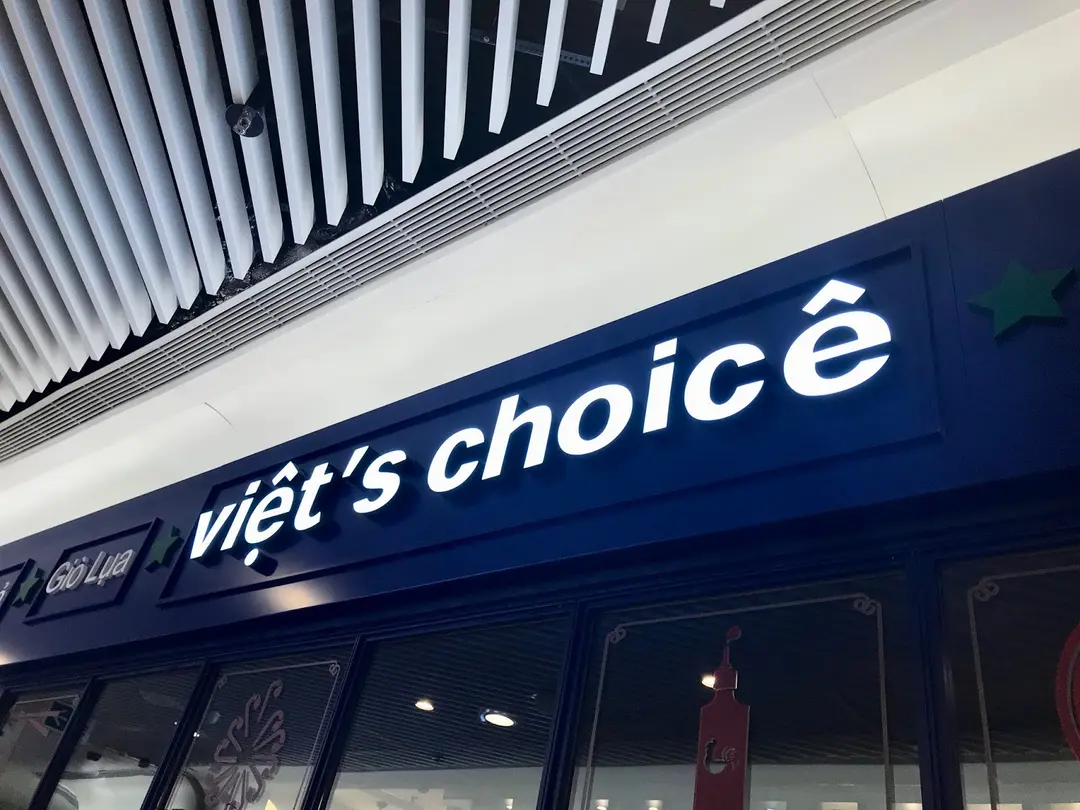 Giò Lụa
việt's choicê